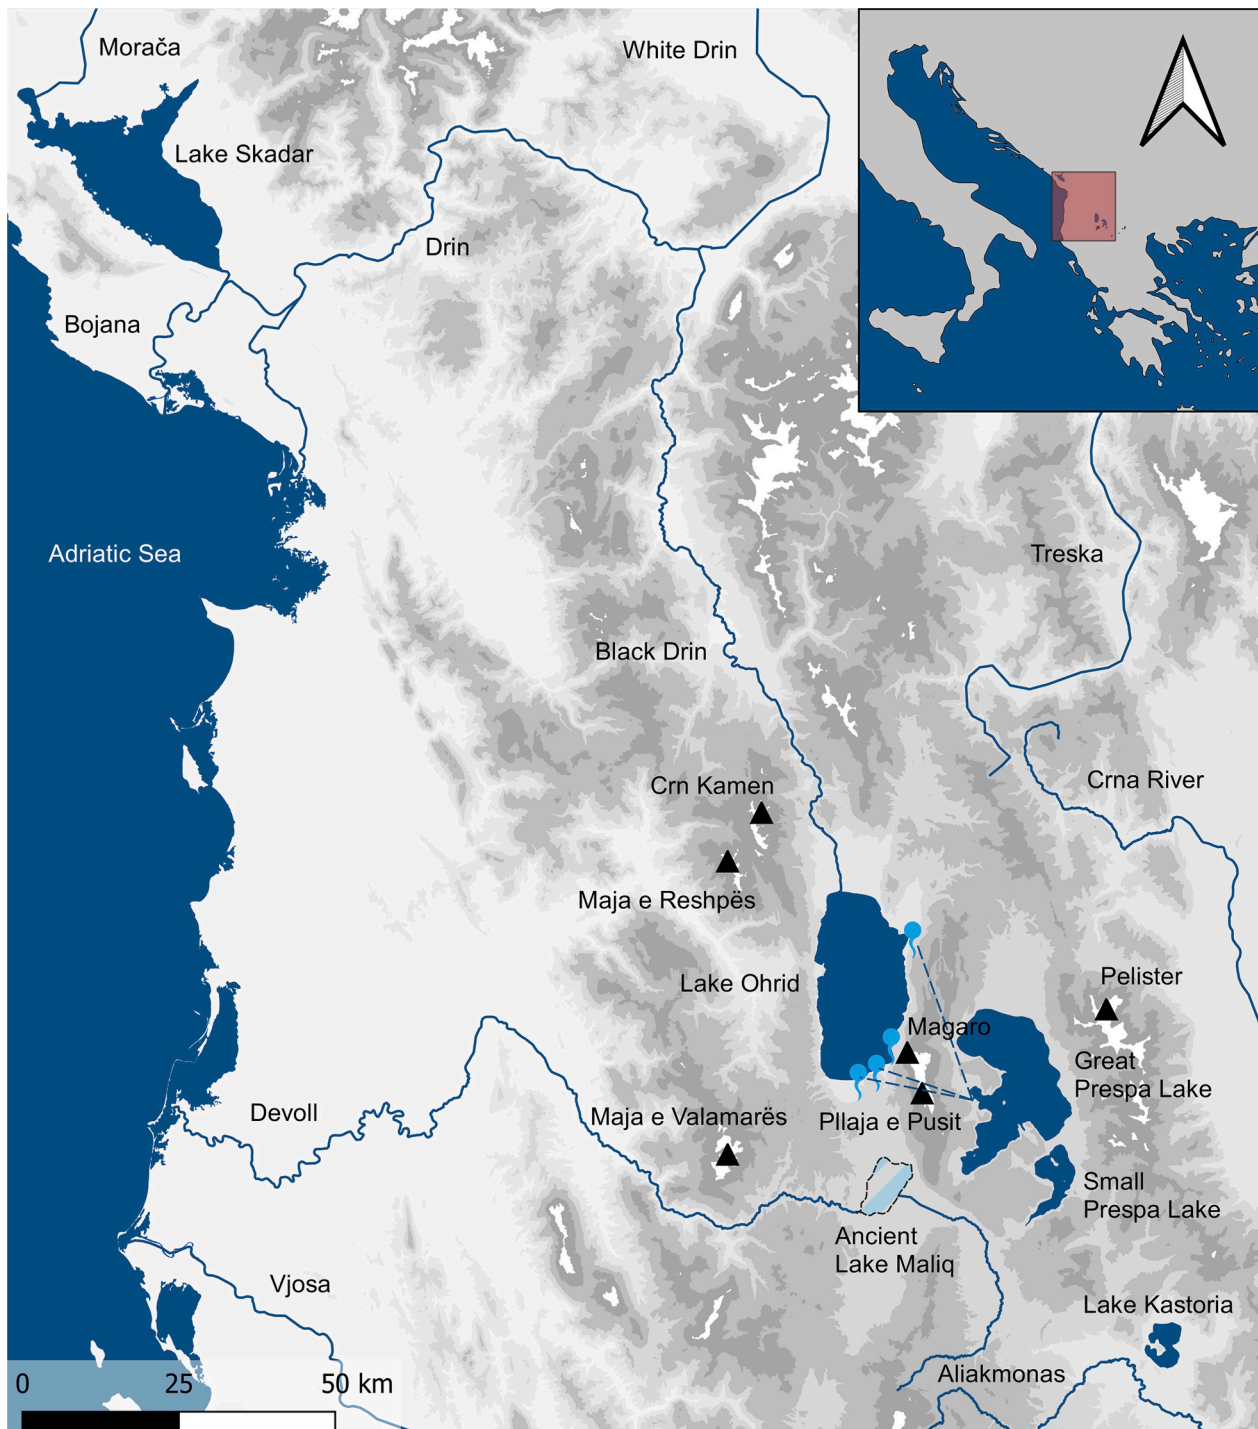 Morača
White Drin
Lake Skadar
Drin
Bojana
Adriatic Sea
Treska
Black Drin
Crn Kamen
Crna River
Maja e Reshpës
Lake Ohrid
Pelister
Magaro
Great
Prespa Lake
Devoll
Maja e Valamarës
Pllaja e Pusit
Small
Prespa Lake
Ancient
Lake Maliq
Vjosa
Lake Kastoria
Aliakmonas
0 25 50 km